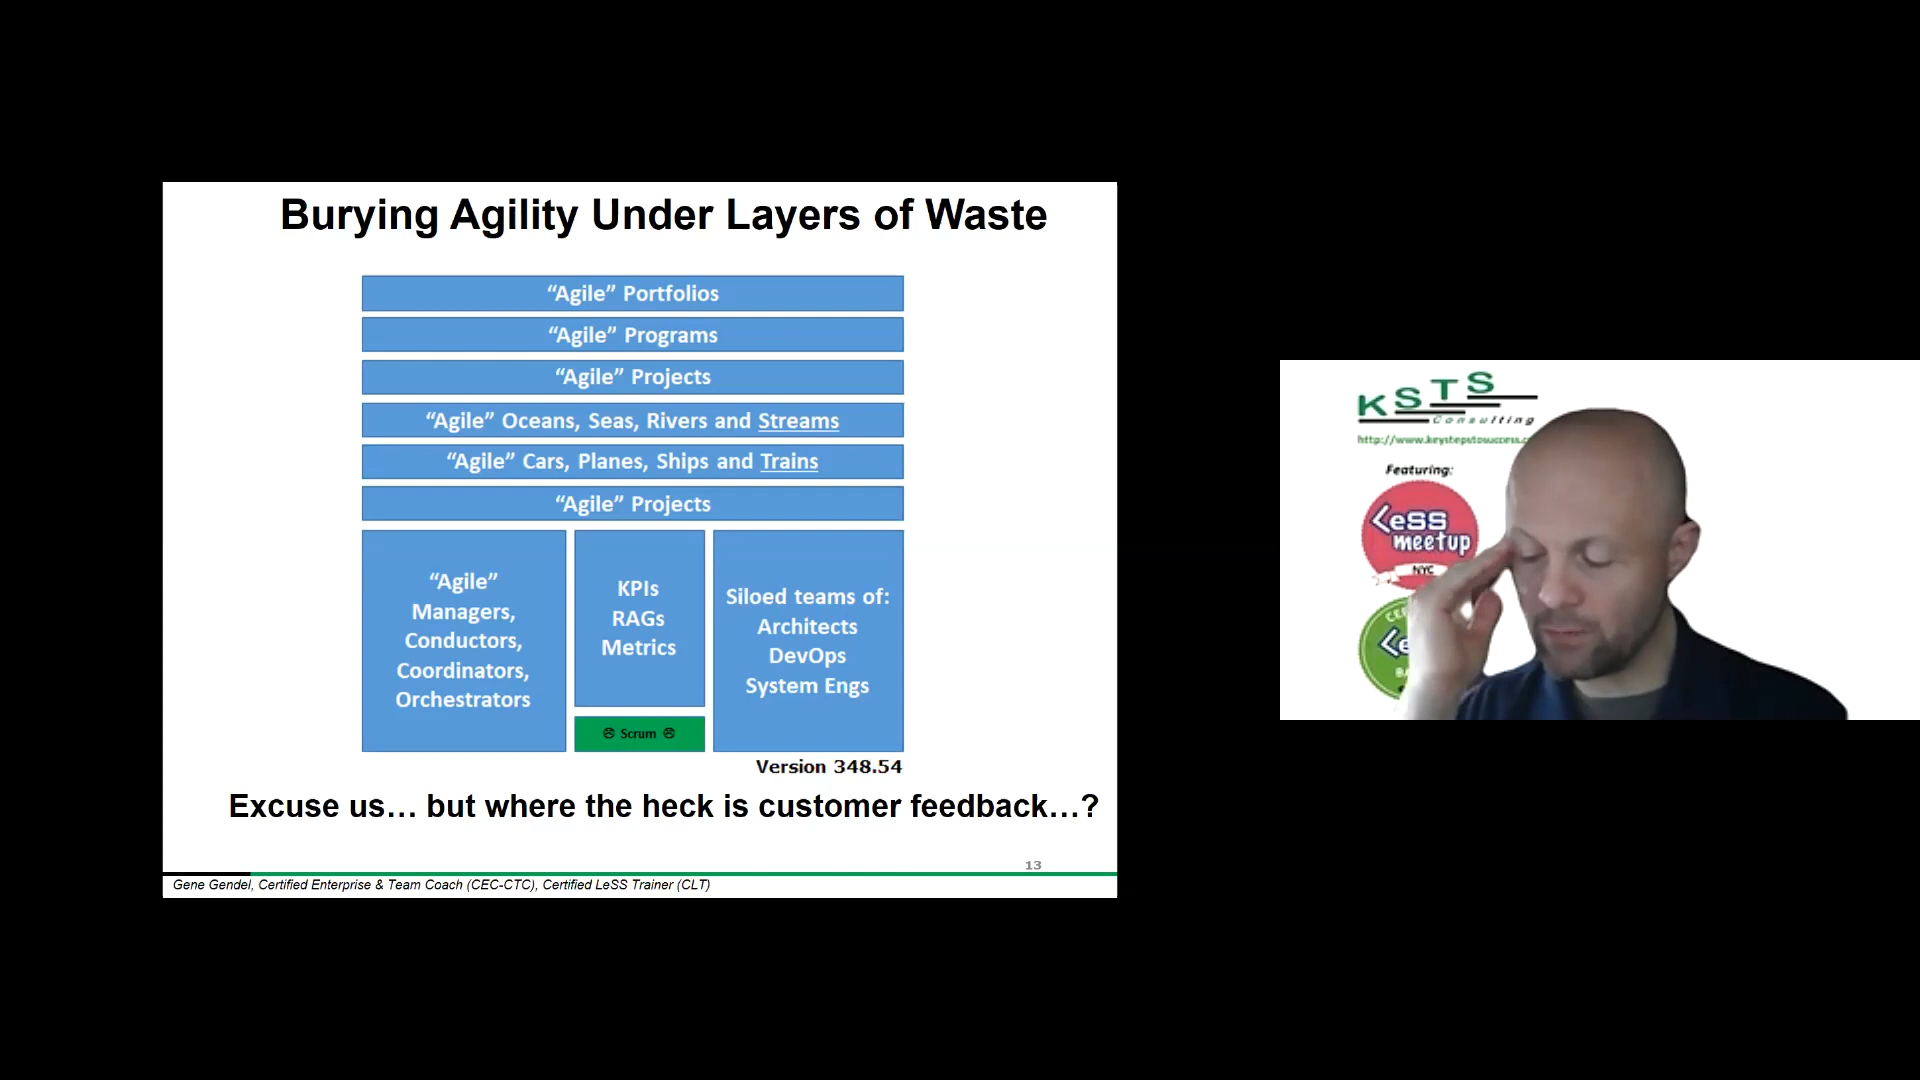 Burying Agility Under Layers of Waste
“Agile” Portfolios
“Agile” Programs
“Agile” Projects
“Agile” Oceans, Seas, Rivers and Streams
“Agile” Cars, Planes, Ships and Trains
“Agile” Projects
“Agile”
Managers,
Conductors,
Coordinators,
Orchestrators
KPIs
RAGs
Metrics
☹ Scrum ☹
Siloed teams of:
Architects
DevOps
System Engs
Version 348.54
Excuse us… but where the heck is customer feedback…?
13
Gene Gendel, Certified Enterprise & Team Coach (CEC-CTC), Certified LeSS Trainer (CLT)
KSTS
Consulting
Featuring:
LeSS
meetup
NYC